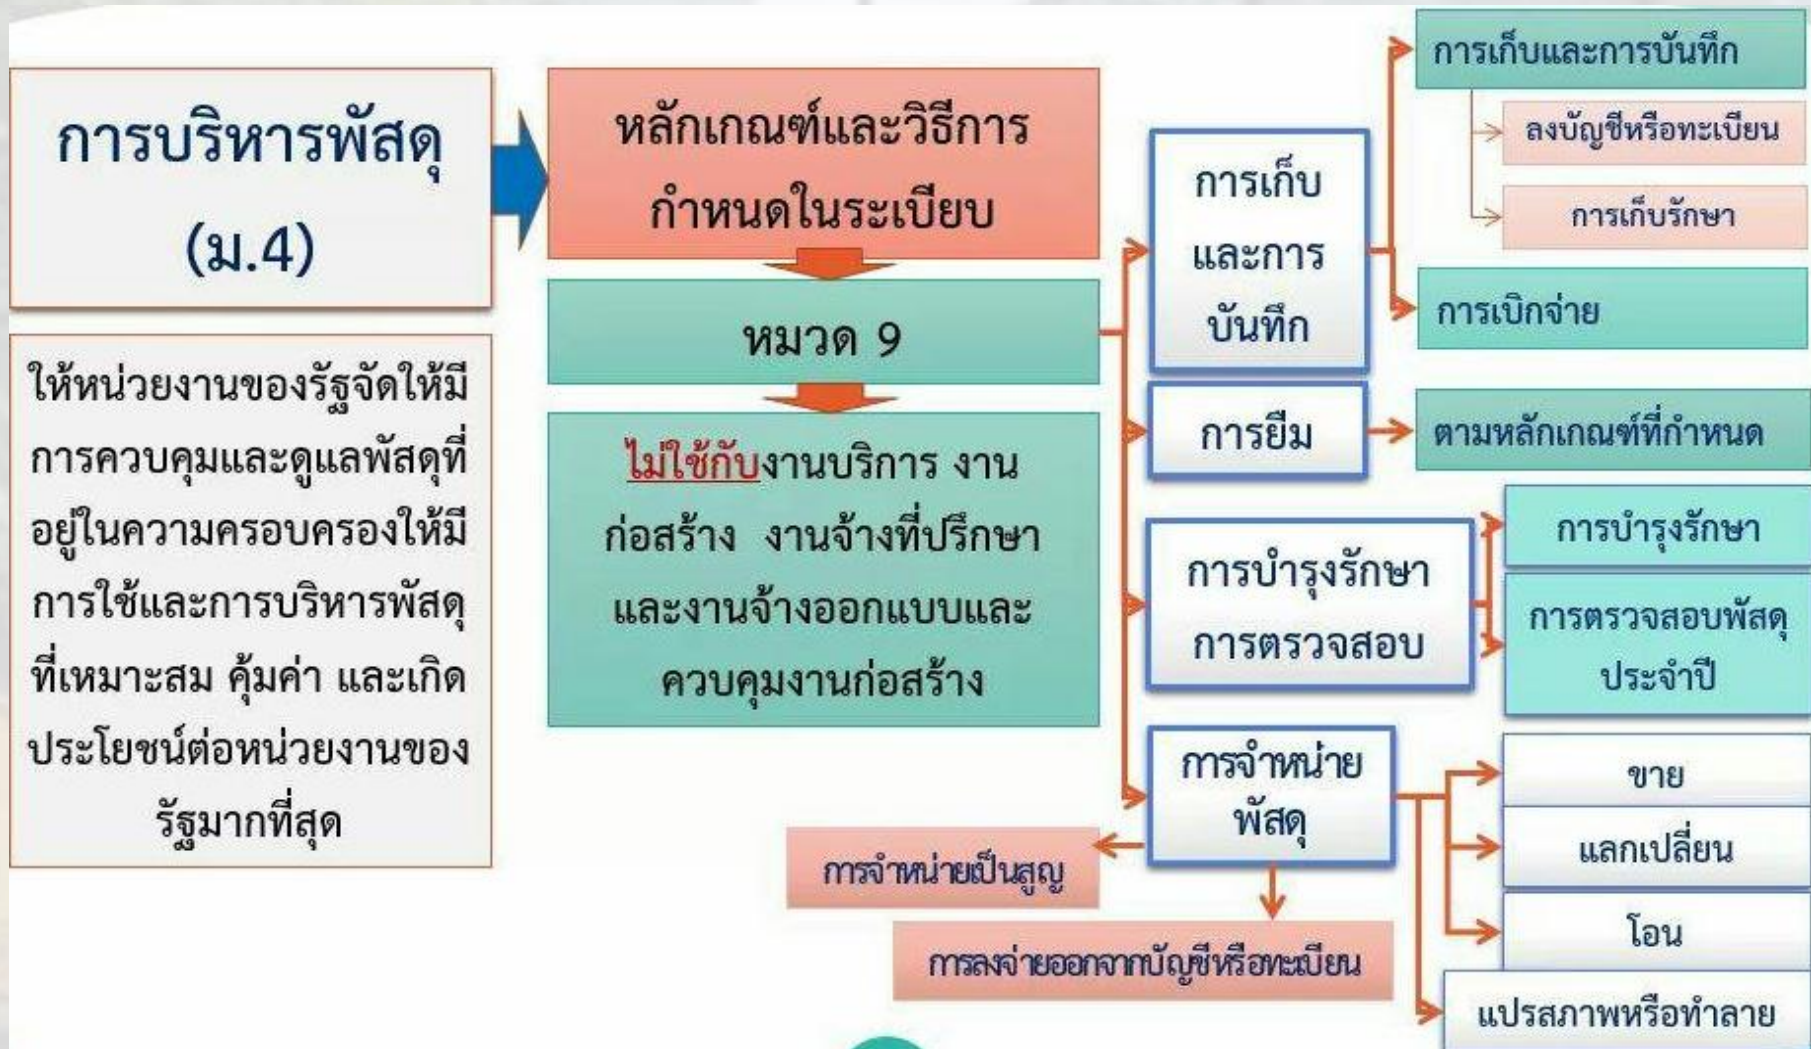 การบริหารพัสดุ
(ม.4)
ให้หน่วยงานของรัฐจัดให้มี
การควบคุมและดูแลพัสดุที่
อยู่ในความครอบครองให้มี
การใช้และการบริหารพัสดุ
ที่เหมาะสม คุ้มค่า และเกิด
ประโยชน์ต่อหน่วยงานของ
รัฐมากที่สุด
หลักเกณฑ์และวิธีการ
กำหนดในระเบียบ
หมวด 9
ไม่ใช้กับงานบริการ งาน
ก่อสร้าง งานจ้างที่ปรึกษา
และงานจ้างออกแบบและ
ควบคุมงานก่อสร้าง
การเก็บ
และการ
บันทึก
การเก็บและการบันทึก
ลงบัญชีหรือทะเบียน
การเก็บรักษา
การเบิกจ่าย
การยืม
ตามหลักเกณฑ์ที่กำหนด
การบำรุงรักษา
การตรวจสอบ
การบำรุงรักษา
การตรวจสอบพัสดุ
ประจำปี
การจำหน่าย
พัสดุ
ขาย
แลกเปลี่ยน
โอน
แปรสภาพหรือทำลาย
การจำหน่ายเป็นสูญ
การลงจ่ายออกจากบัญชีหรือทะเบียน